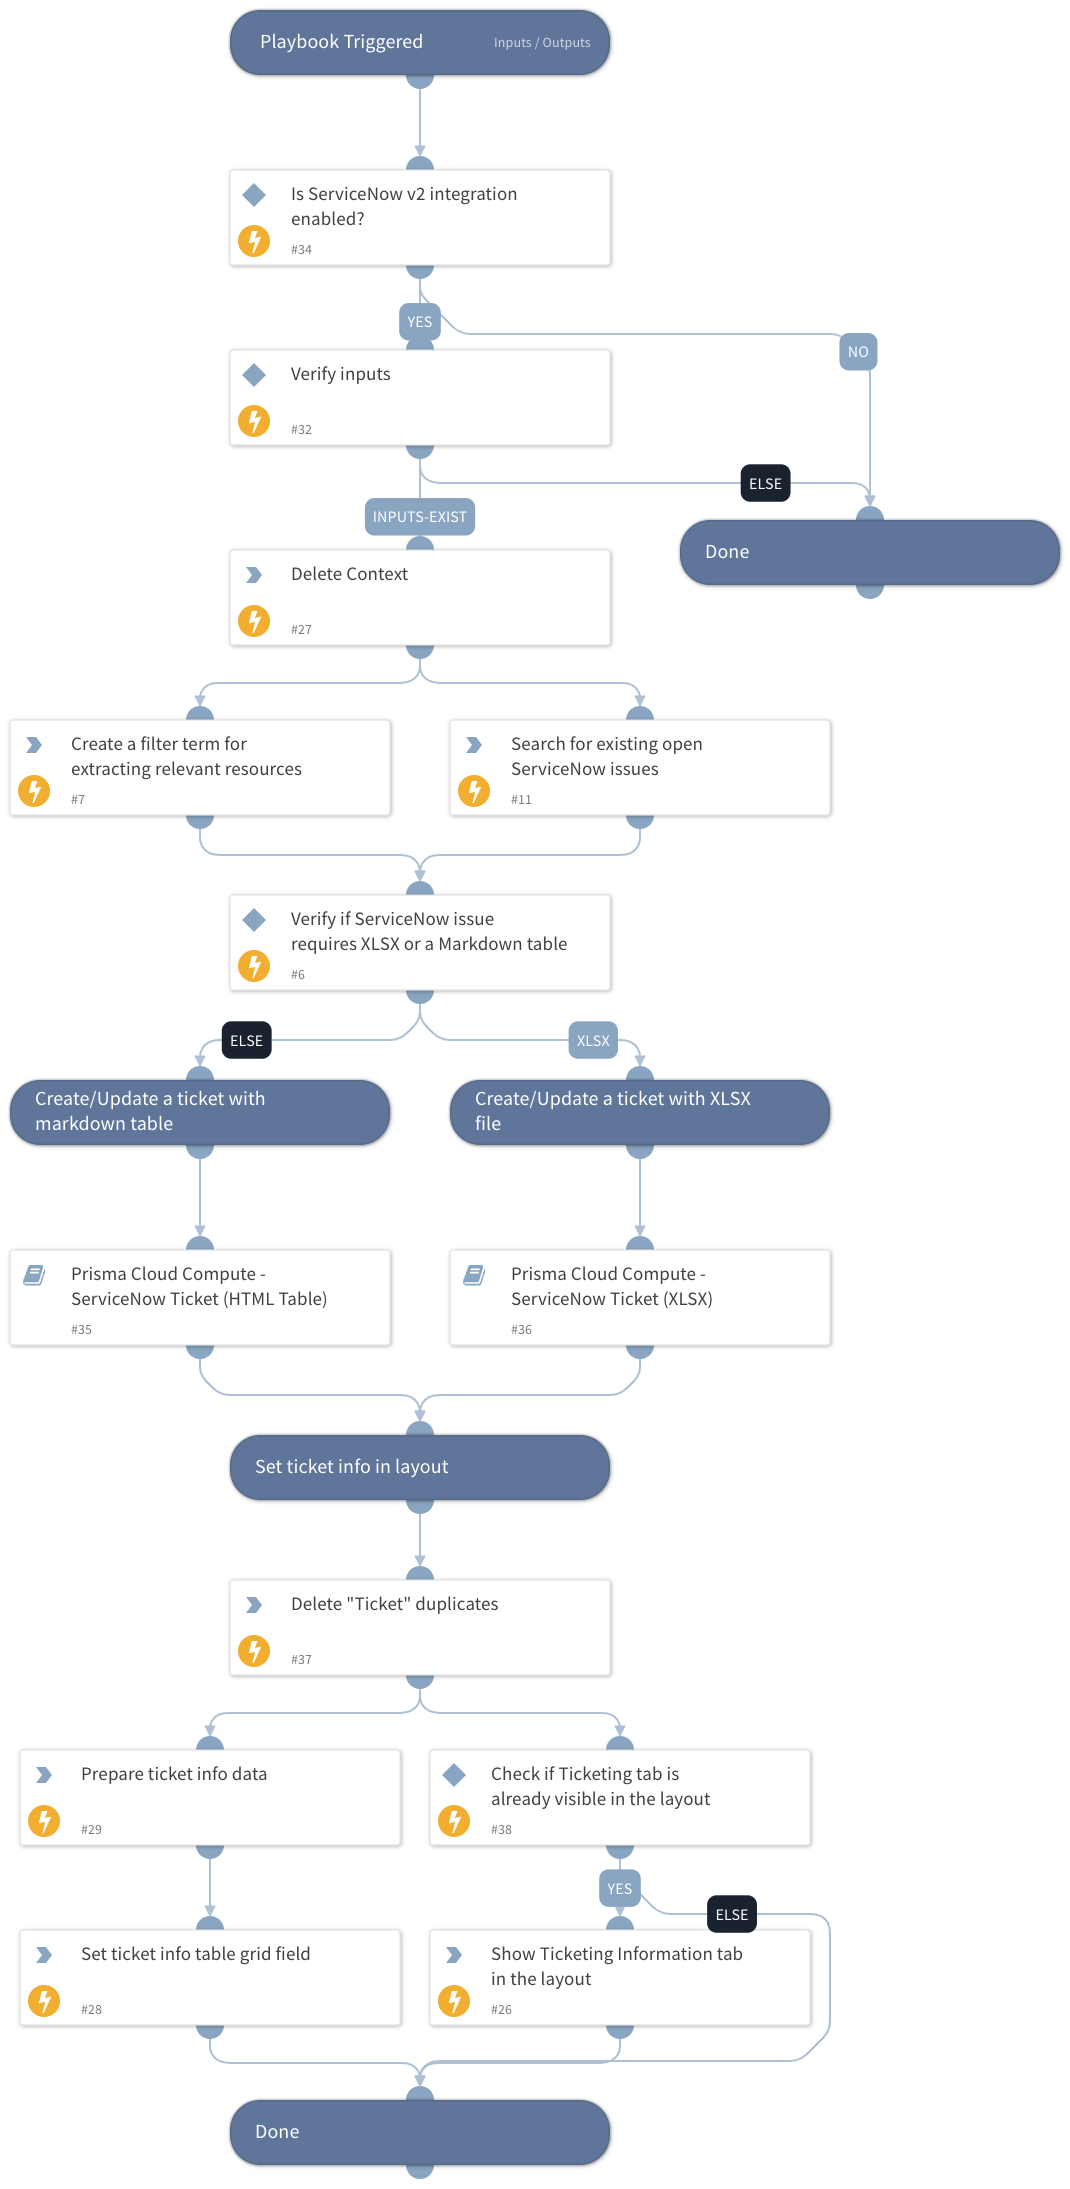 Playbook Triggered
Inputs / Outputs
Is ServiceNow v2 integration
enabled?
#34
YES
NO
Verify inputs
#32
ELSE
INPUTS-EXIST
Done
Delete Context
#27
Create a filter term for
extracting relevant resources
#7
Search for existing open
ServiceNow issues
#11
Verify if ServiceNow issue
requires XLSX or a Markdown table
#6
ELSE
XLSX
Create/Update a ticket with
markdown table
Create/Update a ticket with XLSX
file
Prisma Cloud Compute -
ServiceNow Ticket (HTML Table)
#35
Prisma Cloud Compute -
ServiceNow Ticket (XLSX)
#36
Set ticket info in layout
Delete "Ticket" duplicates
#37
Prepare ticket info data
#29
Check if Ticketing tab is
already visible in the layout
#38
YES
ELSE
Set ticket info table grid field
#28
Show Ticketing Information tab
in the layout
#26
Done